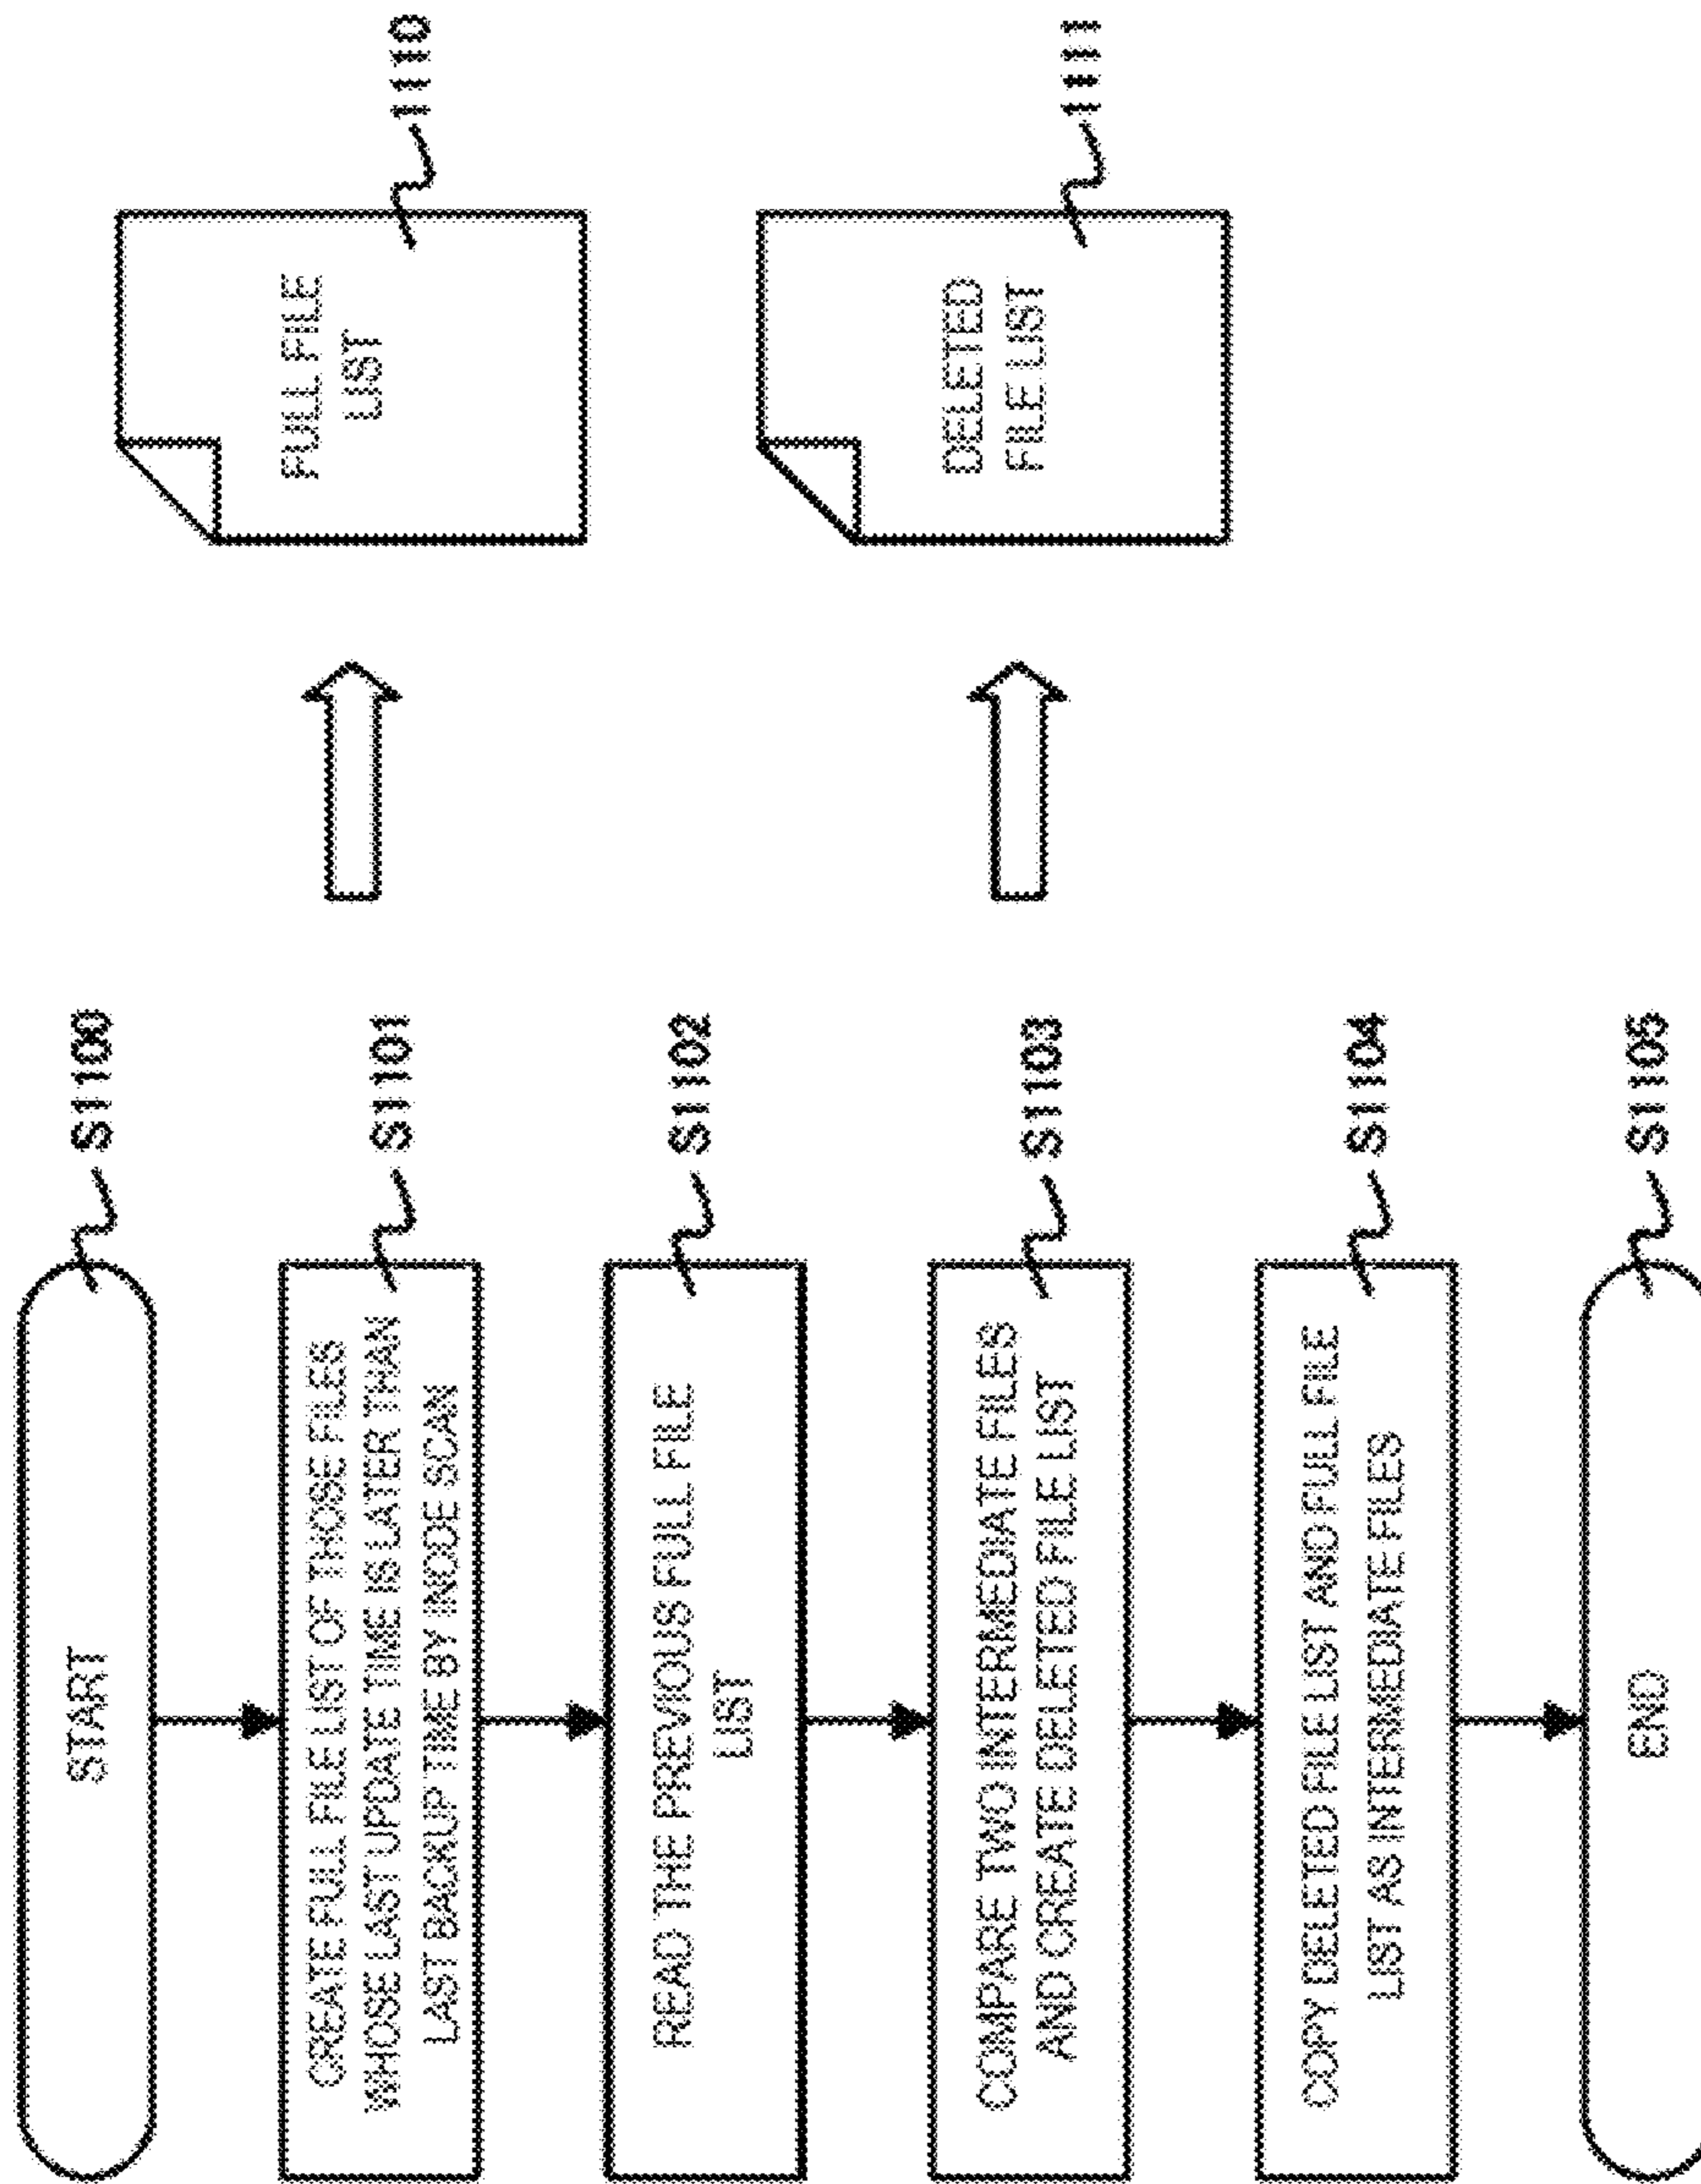 START
S1100
CREATE FULL FILE LIST OF THOSE FILES
WHOSE LAST UPDATE TIME IS LATER THAN
LAST BACKUP TIME BY INODE SCAN
S1101
FULL FILE
LIST
1110
READ THE PREVIOUS FULL FILE
LIST
S1102
COMPARE TWO INTERMEDIATE FILES
AND CREATE DELETED FILE LIST
S1103
DELETED
FILE LIST
1111
COPY DELETED FILE LIST AND FULL FILE
LIST AS INTERMEDIATE FILES
S1104
END
S1105